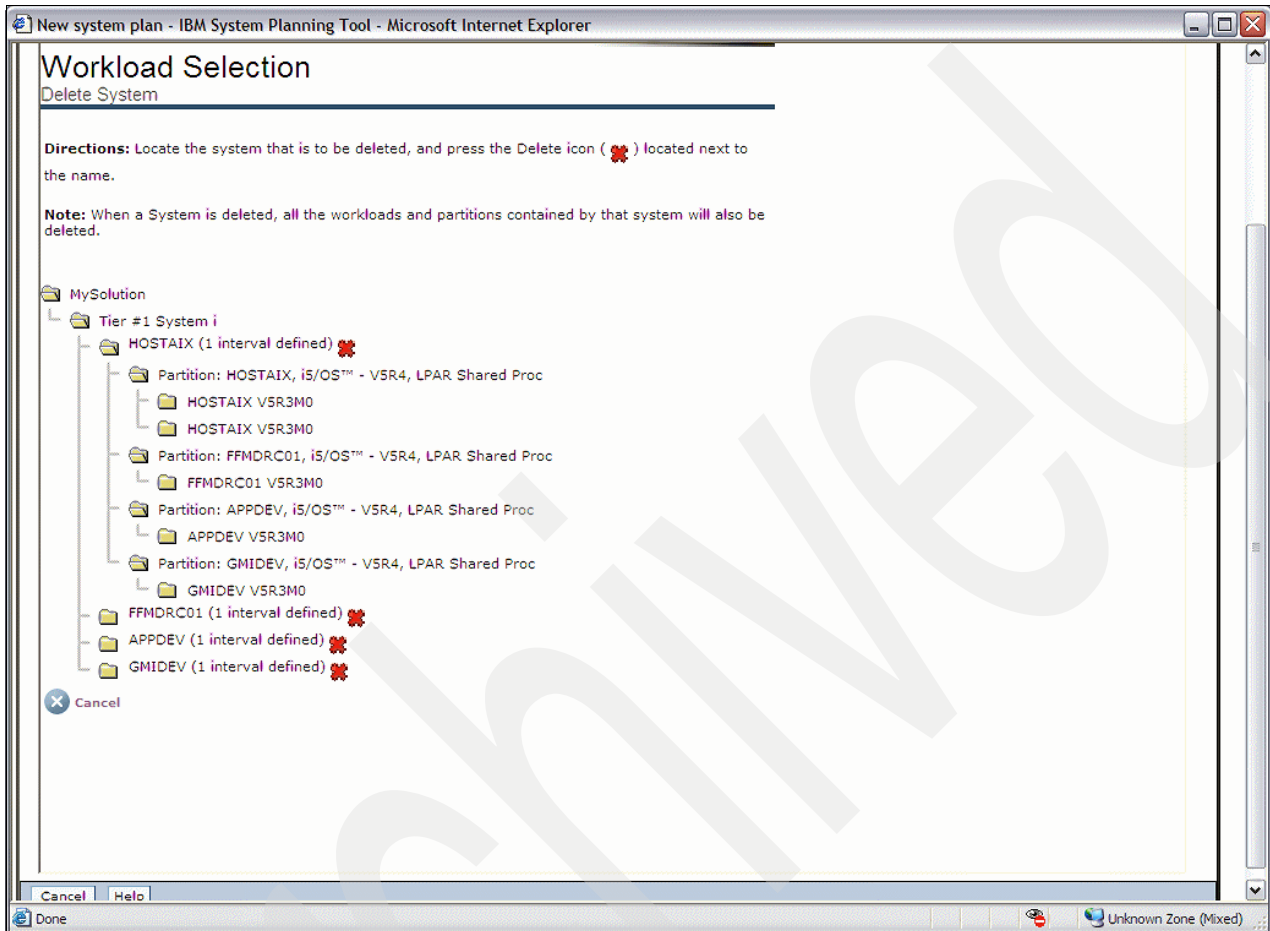 New system plan - IBM System Planning Tool - Microsoft Internet Explorer
Workload Selection
Delete System
Directions: Locate the system that is to be deleted, and press the Delete icon ( ) located next to
the name.
Note: When a System is deleted, all the workloads and partitions contained by that system will also be
deleted.
MySolution
Tier #1 System i
HOSTAIX (1 interval defined)
Partition: HOSTAIX, i5/OS™ - V5R4, LPAR Shared Proc
HOSTAIX V5R3M0
HOSTAIX V5R3M0
Partition: FFMDRC01, i5/OS™ - V5R4, LPAR Shared Proc
FFMDRC01 V5R3M0
Partition: APPDEV, i5/OS™ - V5R4, LPAR Shared Proc
APPDEV V5R3M0
Partition: GMIDEV, i5/OS™ - V5R4, LPAR Shared Proc
GMIDEV V5R3M0
FFMDRC01 (1 interval defined)
APPDEV (1 interval defined)
GMIDEV (1 interval defined)
Cancel
Cancel Help
Done Unknown Zone (Mixed)